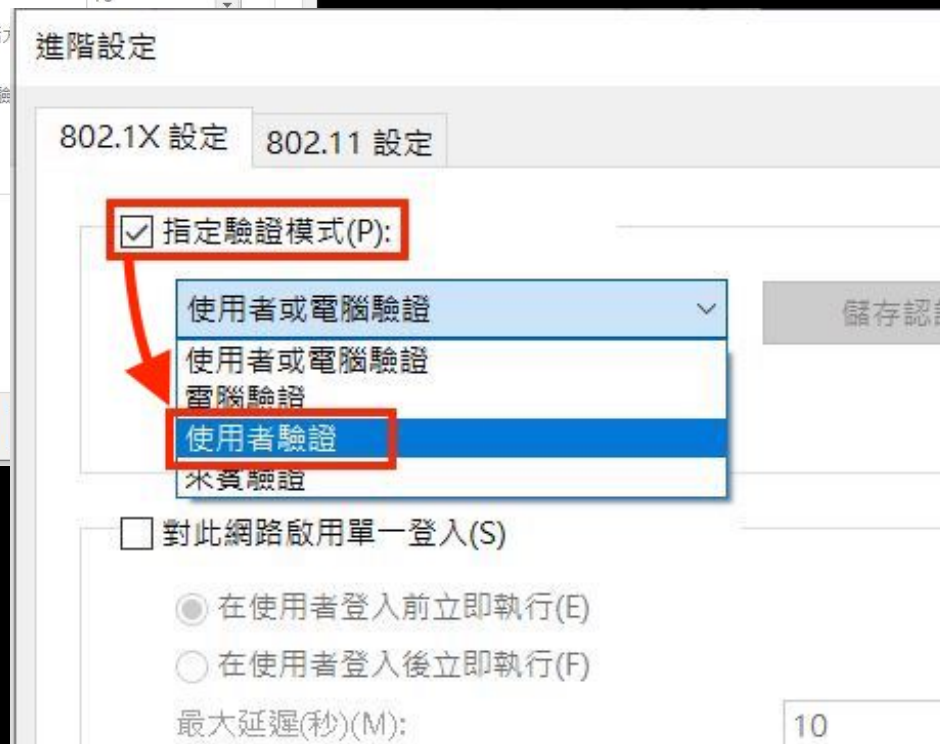 進階設定
802.1X 設定
802.11 設定
指定驗證模式(P):
使用者或電腦驗證
儲存認
使用者或電腦驗證
電腦驗證
使用者驗證
來賓驗證
對此網路啟用單一登入(S)
在使用者登入前立即執行(E)
在使用者登入後立即執行(F)
最大延遲(秒)(M):
10